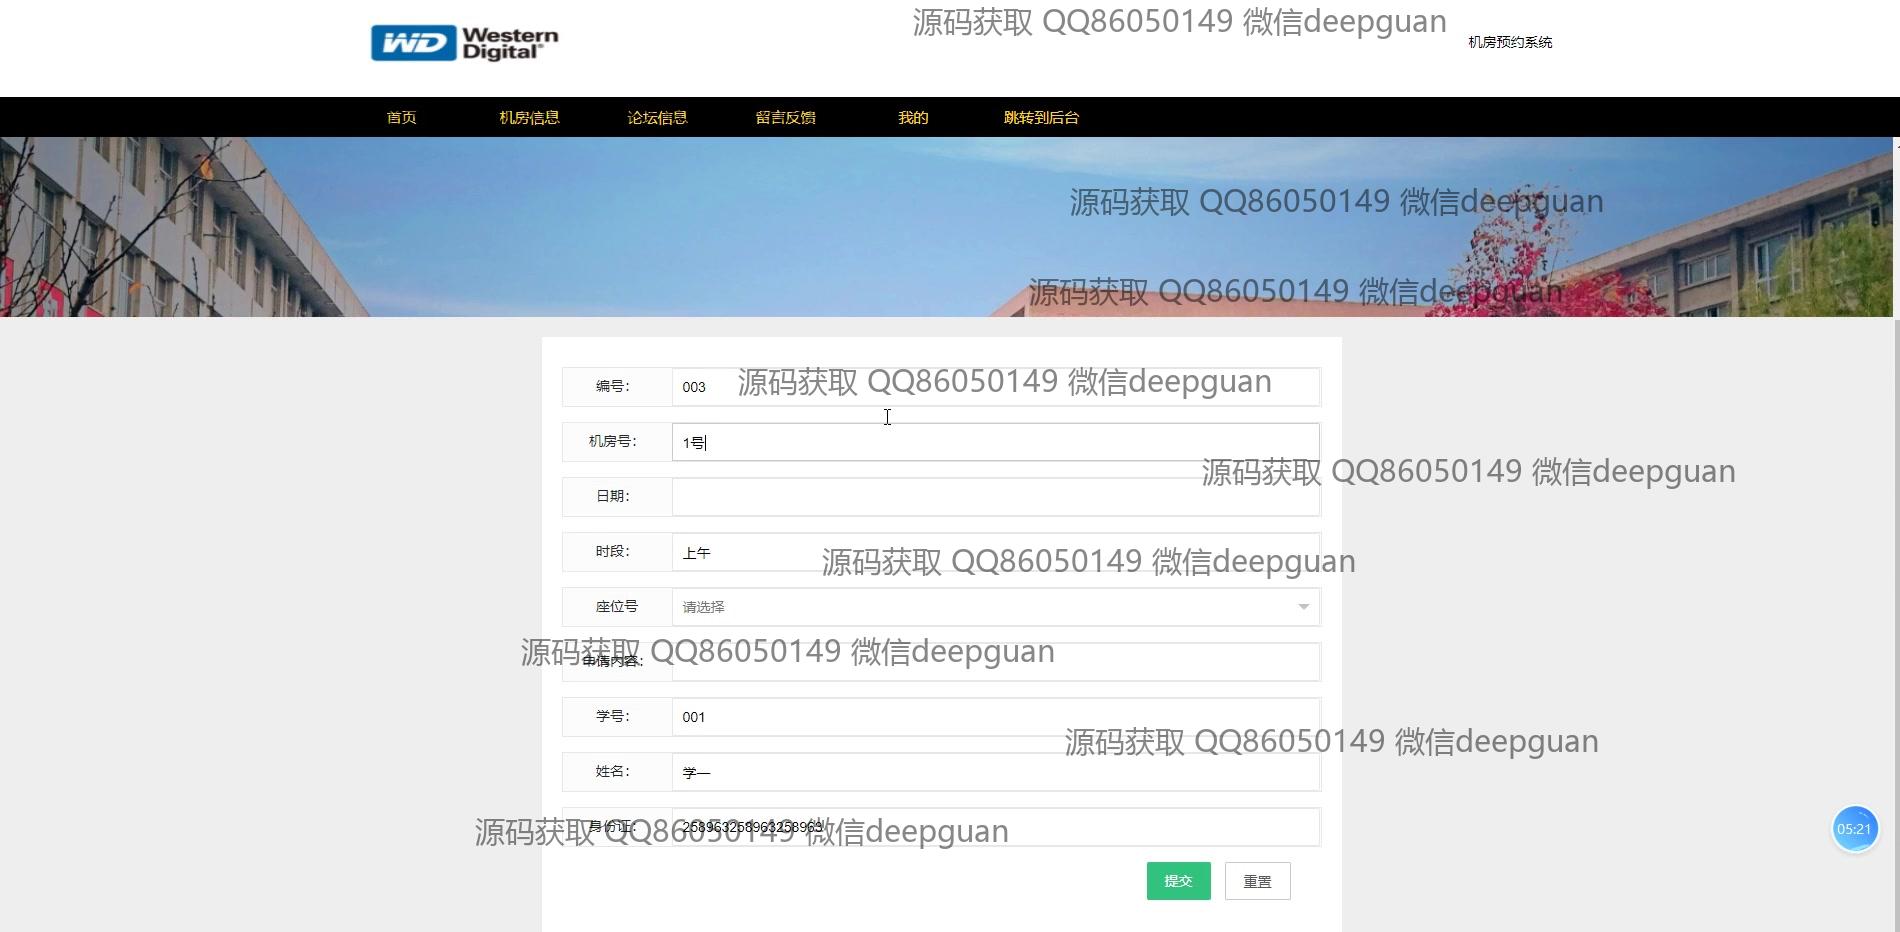 WD Western
Digital
源码获取 QQ86050149 微信deepguan
机房预约系统
首页 机房信息 论坛信息 留言反馈 我的 跳转到后台
源码获取 QQ86050149 微信deepguan
源码获取 QQ86050149 微信deepguan
编号： 003
源码获取 QQ86050149 微信deepguan
机房号： 1号
源码获取 QQ86050149 微信deepguan
日期：
时段： 上午
源码获取 QQ86050149 微信deepguan
座位号 请选择
源码获取 QQ86050149 微信deepguan
申请内容：
学号： 001
源码获取 QQ86050149 微信deepguan
姓名： 学一
身份证： 258963258963258963
源码获取 QQ86050149 微信deepguan
05:21
提交 重置